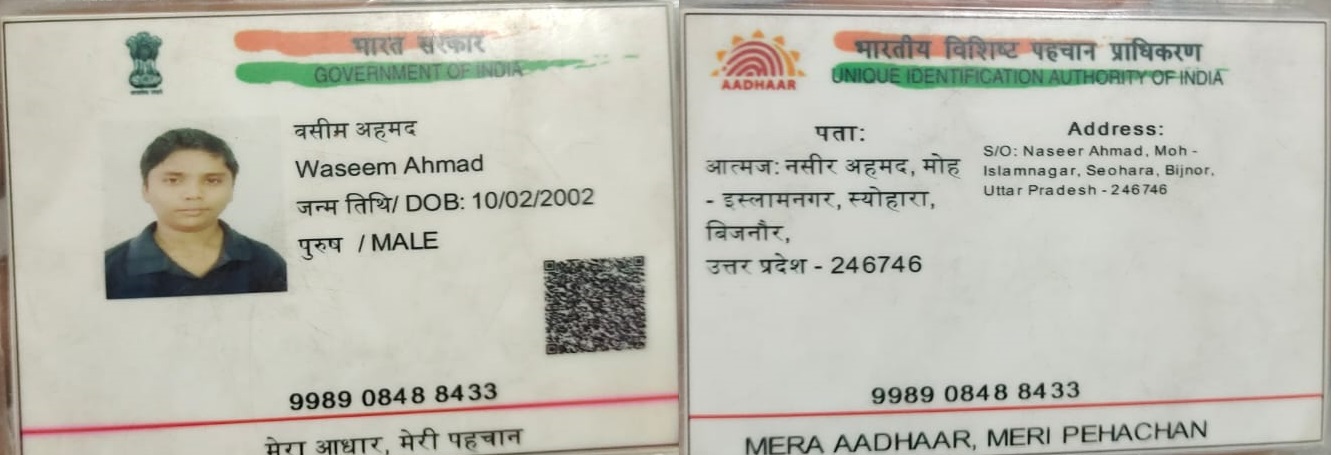 भारत सरकार
GOVERNMENT OF INDIA
वसीम अहमद
Waseem Ahmad
जन्म तिथि/ DOB: 10/02/2002
पुरुष / MALE
9989 0848 8433
मेरा आधार, मेरी पहचान
भारतीय विशिष्ट पहचान प्राधिकरण
UNIQUE IDENTIFICATION AUTHORITY OF INDIA
AADHAAR
पता:
आत्मज: नसीर अहमद, मोह
- इस्लामनगर, स्योहारा,
बिजनौर,
उत्तर प्रदेश - 246746
Address:
S/O: Naseer Ahmad, Moh -
Islamnagar, Seohara, Bijnor,
Uttar Pradesh - 246746
9989 0848 8433
MERA AADHAAR, MERI PEHACHAN